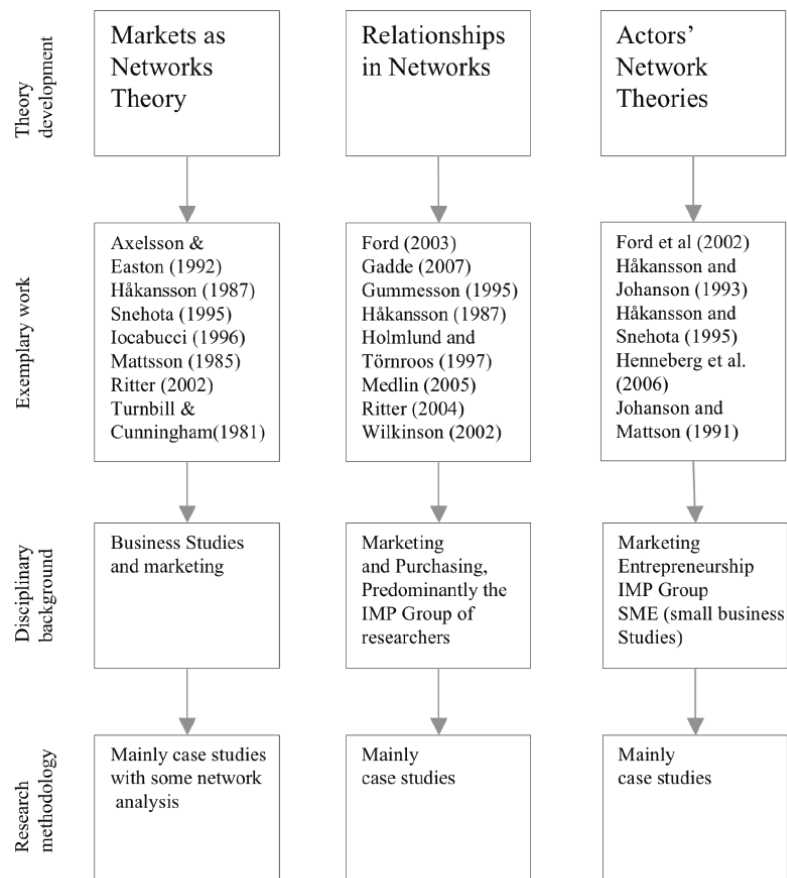 Theory
development
Markets as
Networks
Theory
Relationships
in Networks
Actors’
Network
Theories
Exemplary work
Axelsson &
Easton (1992)
Håkansson (1987)
Snehota (1995)
Iocabucci (1996)
Mattsson (1985)
Ritter (2002)
Turnbill &
Cunningham(1981)
Ford (2003)
Gadde (2007)
Gummesson (1995)
Håkansson (1987)
Holmlund and
Törnroos (1997)
Medlin (2005)
Ritter (2004)
Wilkinson (2002)
Ford et al (2002)
Håkansson and
Johanson (1993)
Håkansson and
Snehota (1995)
Henneberg et al.
(2006)
Johanson and
Mattson (1991)
Disciplinary
background
Business Studies
and marketing
Marketing
and Purchasing,
Predominantly the
IMP Group of
researchers
Marketing
Entrepreneurship
IMP Group
SME (small business
Studies)
Research
methodology
Mainly case studies
with some network
analysis
Mainly
case studies
Mainly
case studies